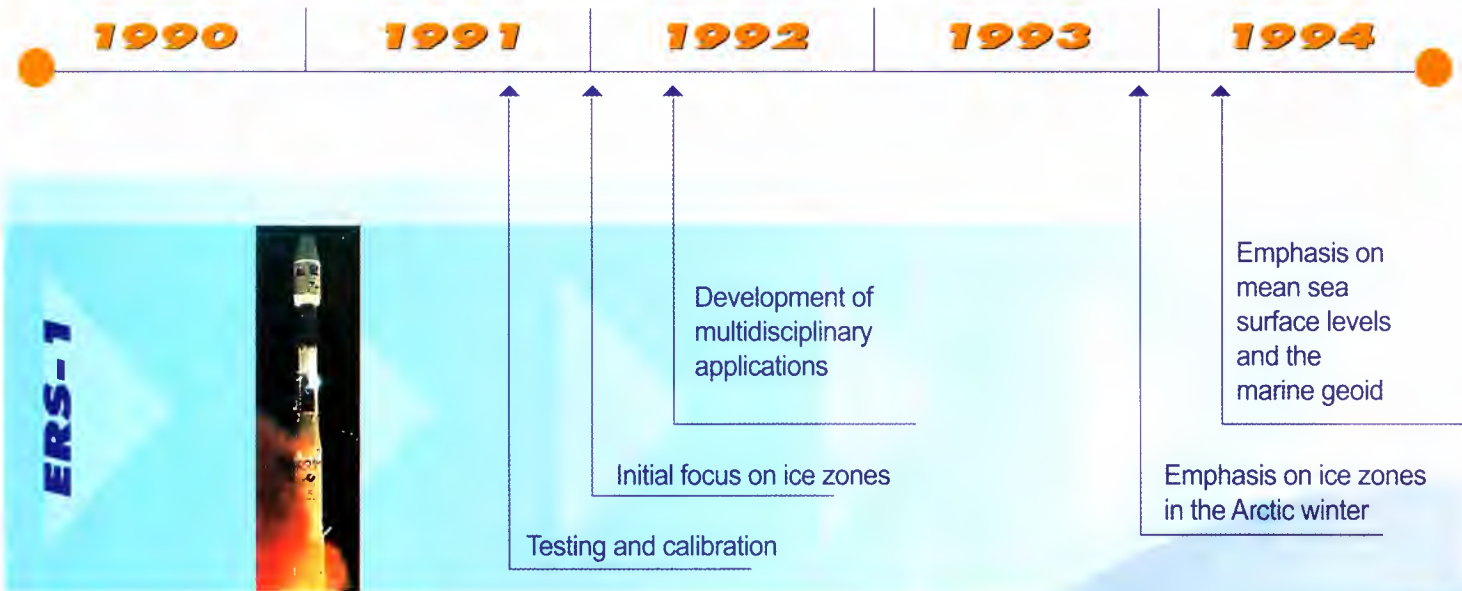 1990 1991 1992 1993 1994
ERS-1
Development of
multidisciplinary
applications
Emphasis on
mean sea
surface levels
and the
marine geoid
Initial focus on ice zones
Emphasis on ice zones
in the Arctic winter
Testing and calibration